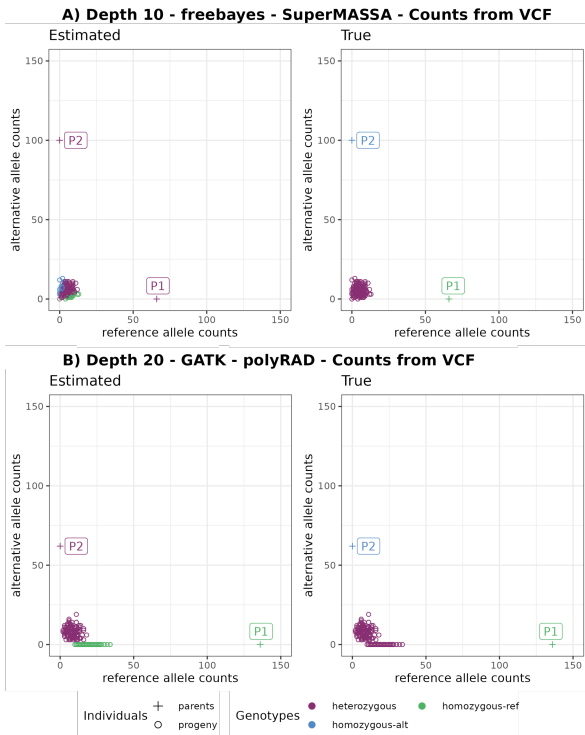 A) Depth 10 - freebayes - SuperMASSA - Counts from VCF
Estimated
True
alternative allele counts
150
100
50
0
P2
P1
0
50
100
150
reference allele counts
alternative allele counts
150
100
50
0
P2
P1
0
50
100
150
reference allele counts
B) Depth 20 - GATK - polyRAD - Counts from VCF
Estimated
True
alternative allele counts
150
100
50
0
P2
P1
0
50
100
150
reference allele counts
alternative allele counts
150
100
50
0
P2
P1
0
50
100
150
reference allele counts
Individuals
parents
progeny
Genotypes
heterozygous
homozygous-ref
homozygous-alt